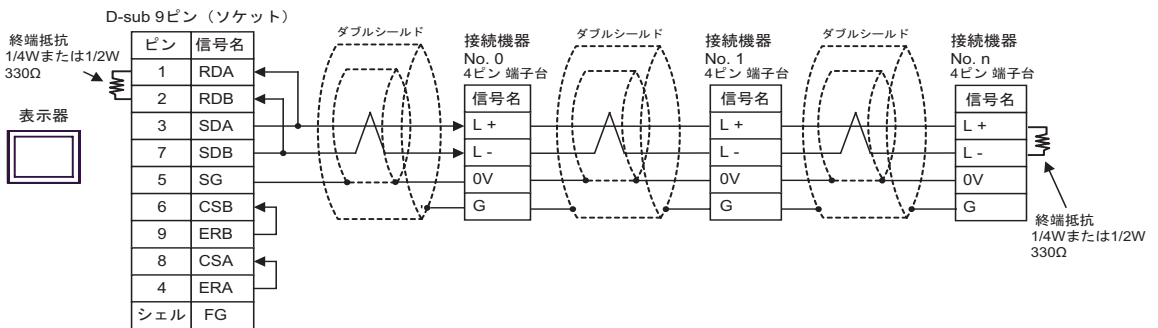 D-sub 9ピン（ソケット）
終端抵抗
1/4Wまたは1/2W
330Ω
表示器
ピン 信号名
1 RDA
2 RDB
3 SDA
7 SDB
5 SG
6 CSB
9 ERB
8 CSA
4 ERA
シェル FG
ダブルシールド
接続機器
No. 0
4ピン 端子台
信号名
L +
L -
0V
G
ダブルシールド
接続機器
No. 1
4ピン 端子台
信号名
L +
L -
0V
G
ダブルシールド
接続機器
No. n
4ピン 端子台
信号名
L +
L -
0V
G
終端抵抗
1/4Wまたは1/2W
330Ω